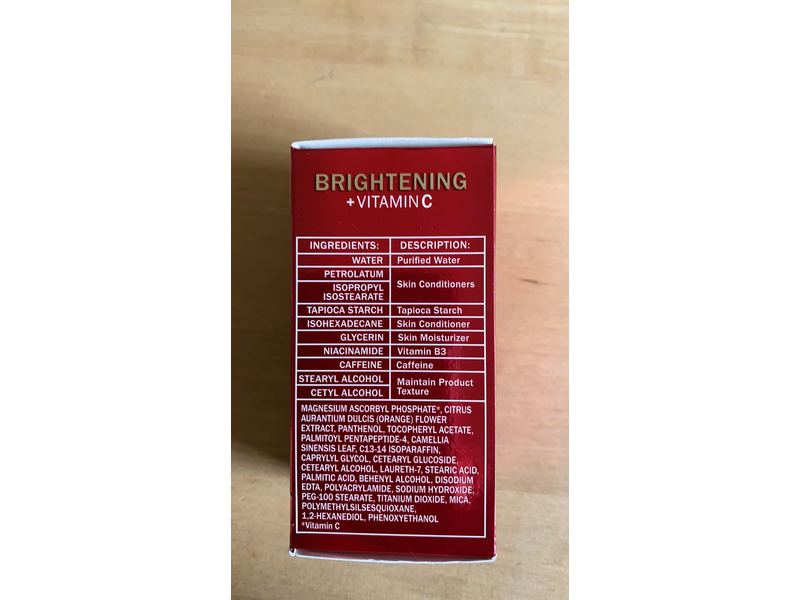 BRIGHTENING
+VITAMIN C
INGREDIENTS: DESCRIPTION:
WATER Purified Water
PETROLATUM
Skin Conditioners
ISOPROPYL
ISOSTEARATE
TAPIOCA STARCH Tapioca Starch
ISOHEXADECANE Skin Conditioner
GLYCERIN Skin Moisturizer
NIACINAMIDE Vitamin B3
CAFFEINE Caffeine
STEARYL ALCOHOL Maintain Product
CETYL ALCOHOL Texture
MAGNESIUM ASCORBYL PHOSPHATE*, CITRUS
AURANTIUM DULCIS (ORANGE) FLOWER
EXTRACT, PANTHENOL, TOCOPHERYL ACETATE,
PALMITOYL PENTAPEPTIDE-4, CAMELLIA
SINENSIS LEAF, C13-14 ISOPARAFFIN,
CAPRYLYL GLYCOL, CETEARYL GLUCOSIDE,
CETEARYL ALCOHOL, LAURETH-7, STEARIC ACID,
PALMITIC ACID, BEHENYL ALCOHOL, DISODIUM
EDTA, POLYACRYLAMIDE, SODIUM HYDROXIDE,
PEG-100 STEARATE, TITANIUM DIOXIDE, MICA,
POLYMETHYLSILSESQUIOXANE,
1,2-HEXANEDIOL, PHENOXYETHANOL
*Vitamin C